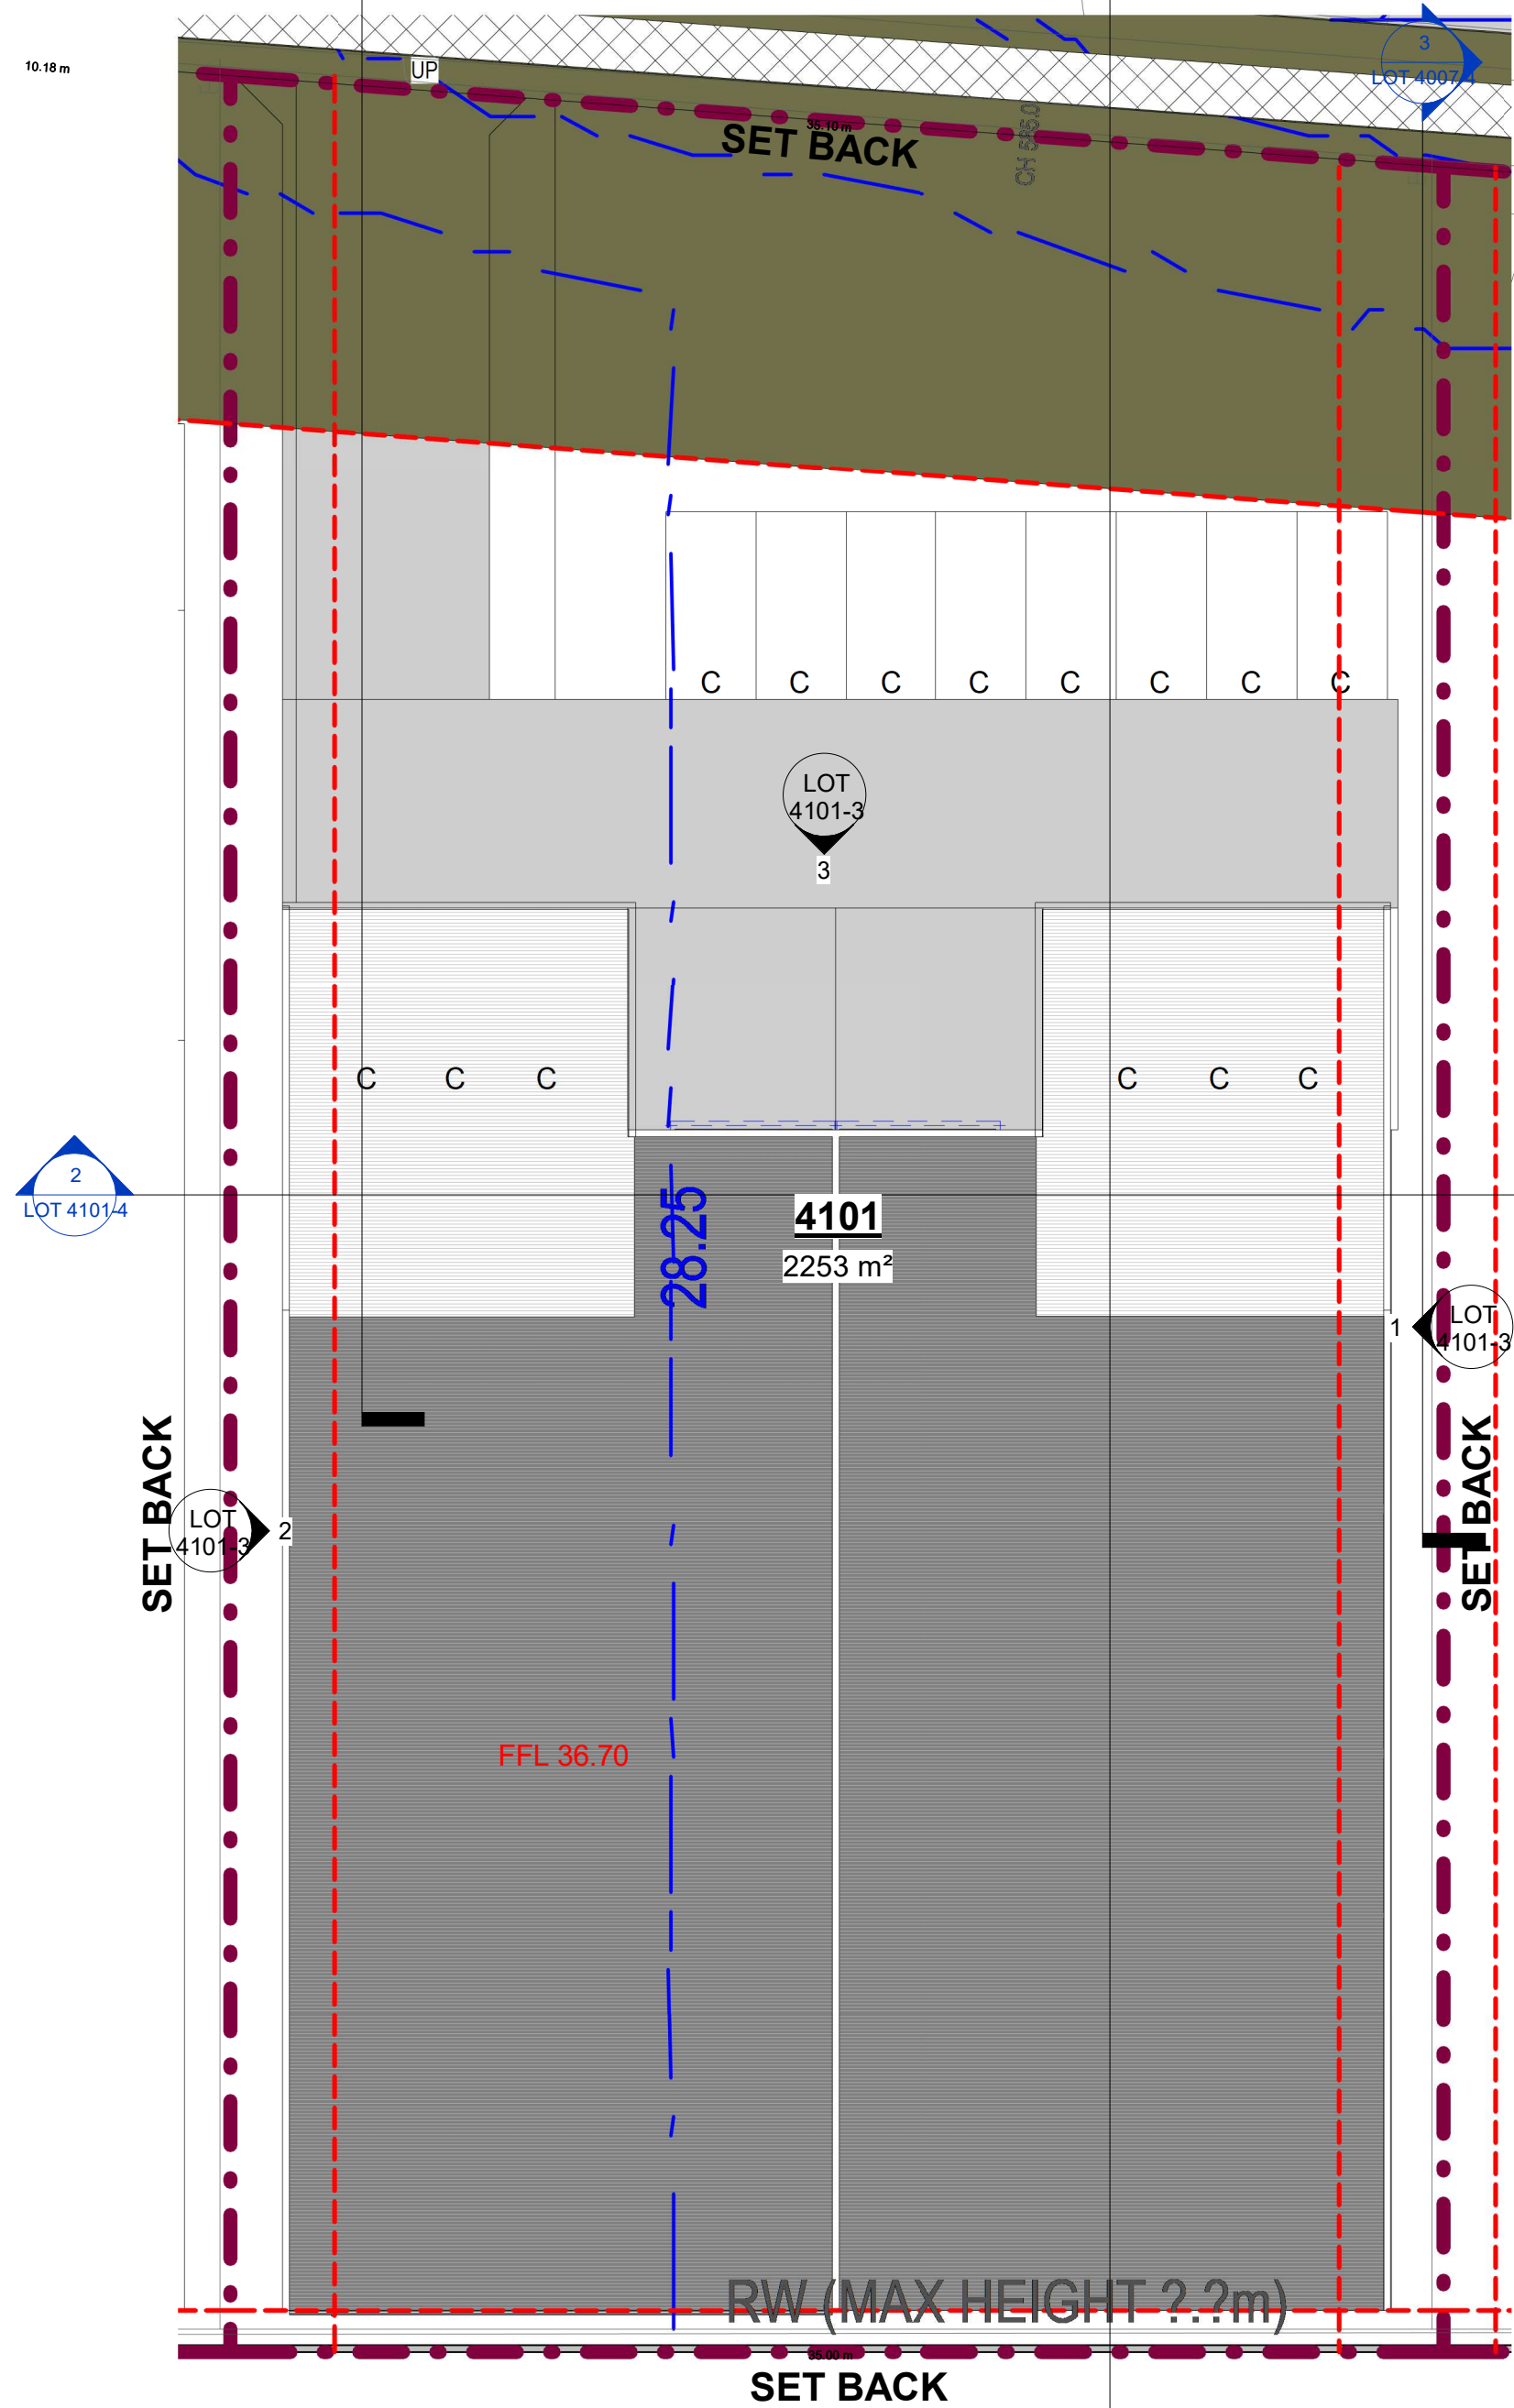 3
LOT 4007-4
10.18 m
UP
35.10 m
SET BACK
CH 585.0
C C C C C C C C
LOT
4101-3
3
C C C C C C
2
LOT 4101-4
28.25
4101
2253 m²
1
LOT
4101-3
SET BACK
SET BACK
LOT
4101-3
2
FFL 36.70
RW (MAX HEIGHT ?.?m)
35.00 m
SET BACK